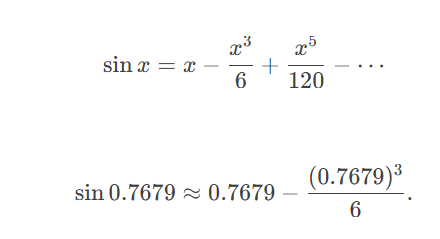 sin x = x − x³/6 + x⁵/120 − ⋯
sin 0.7679 ≈ 0.7679 − (0.7679)³/6.